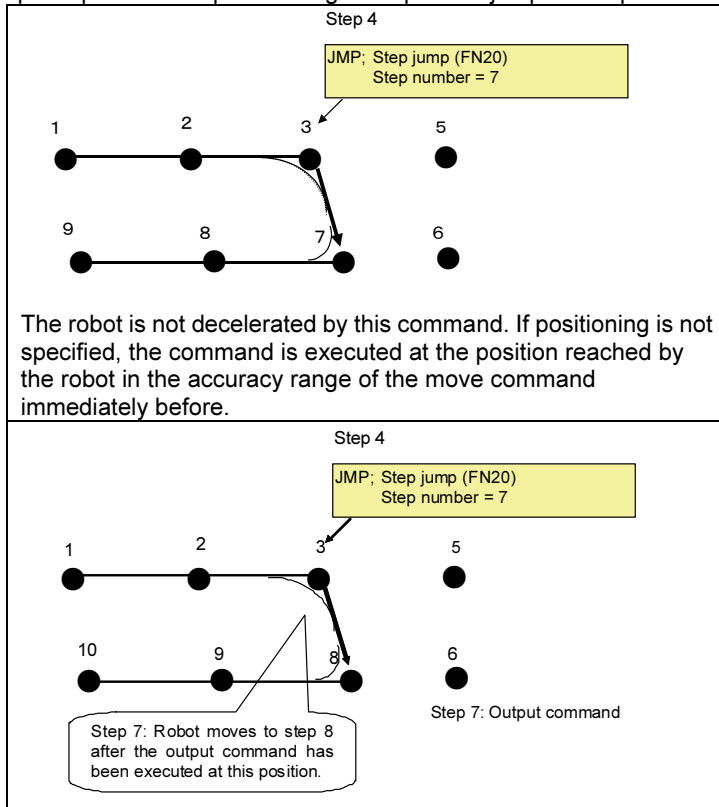 Step 4
JMP; Step jump (FN20)
Step number = 7
1 2 3 5
9 8 7 6
The robot is not decelerated by this command. If positioning is not
specified, the command is executed at the position reached by
the robot in the accuracy range of the move command
immediately before.
Step 4
JMP; Step jump (FN20)
Step number = 7
1 2 3 5
10 9 8 6
Step 7: Output command
Step 7: Robot moves to step 8
after the output command has
been executed at this position.